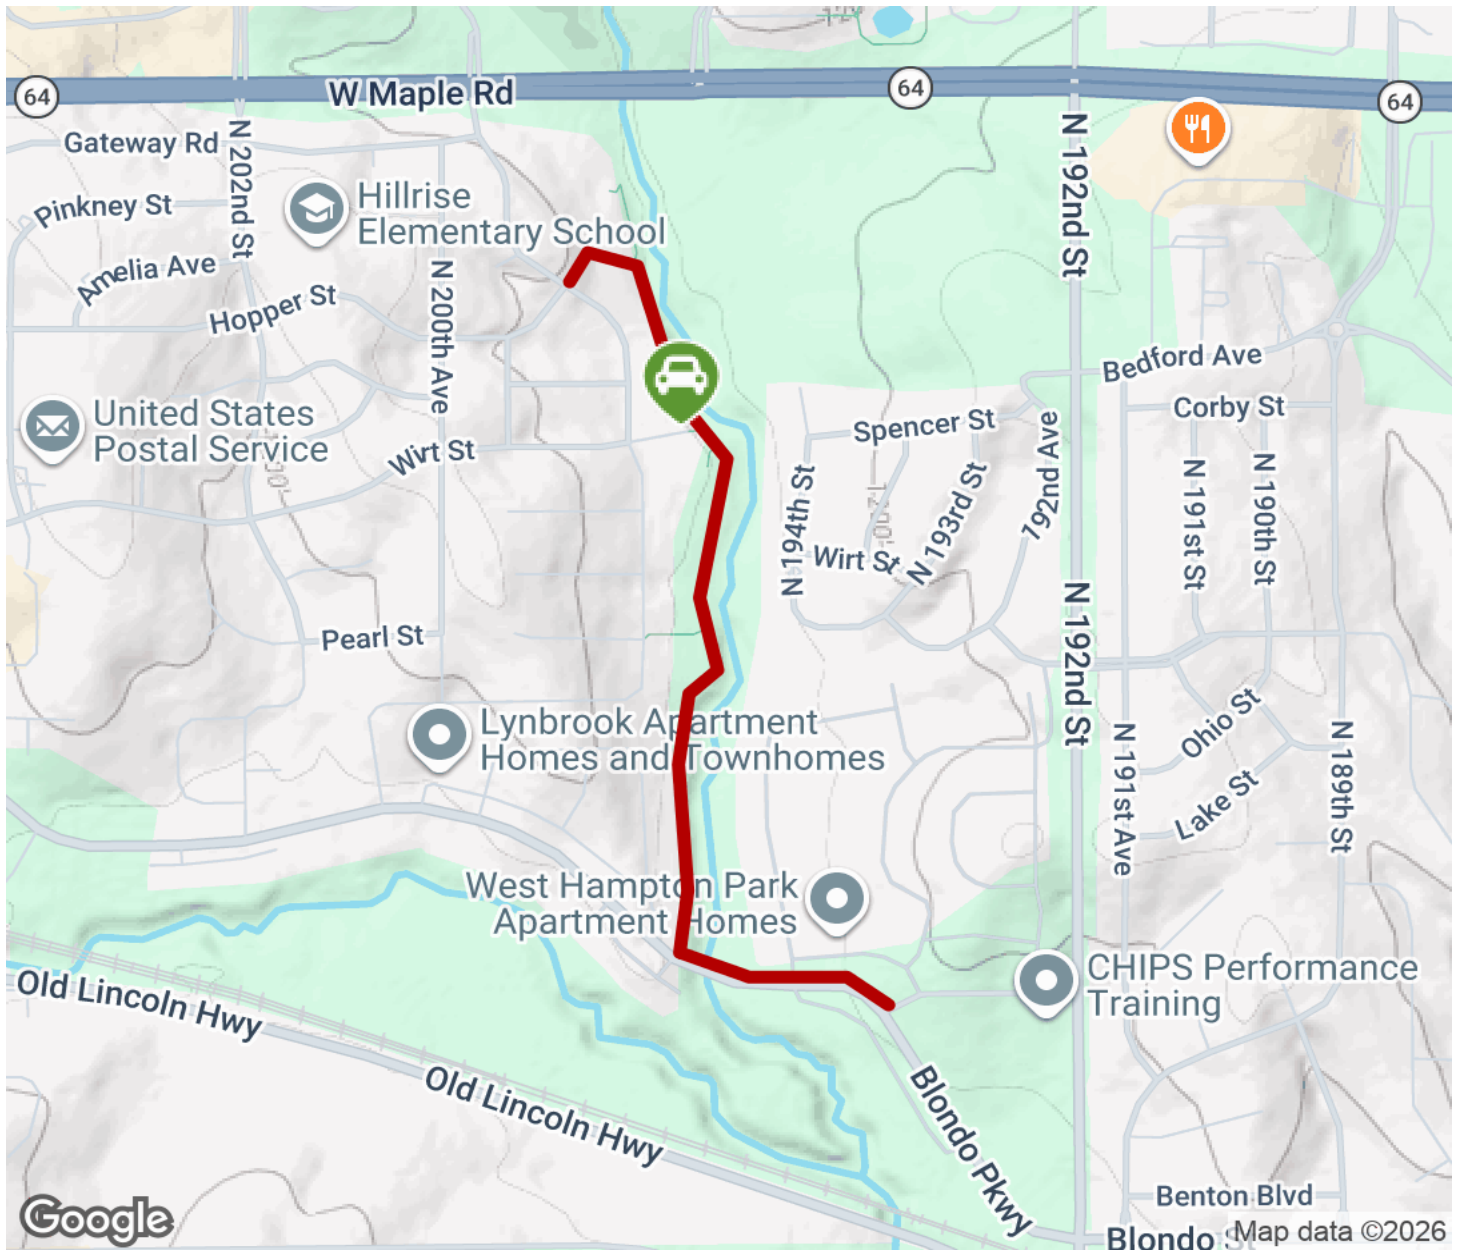 64
W Maple Rd
64
64
Gateway Rd
N 202nd St
N 192nd St
Pinkney St
Hillrise
Elementary School
Amelia Ave
Hopper St
N 200th Ave
Bedford Ave
United States
Postal Service
Wirt St
Spencer St
192nd Ave
Corby St
N 194th St
N 193rd St
N 191st St
N 190th St
1,200'
Wirt St
Pearl St
N 192nd St
Lynbrook Apartment
Homes and Townhomes
Ohio St
N 191st Ave
Lake St
N 189th St
West Hampton Park
Apartment Homes
CHIPS Performance
Training
Old Lincoln Hwy
Old Lincoln Hwy
Blondo Pkwy
Benton Blvd
Google
Blondo St
Map data ©2026